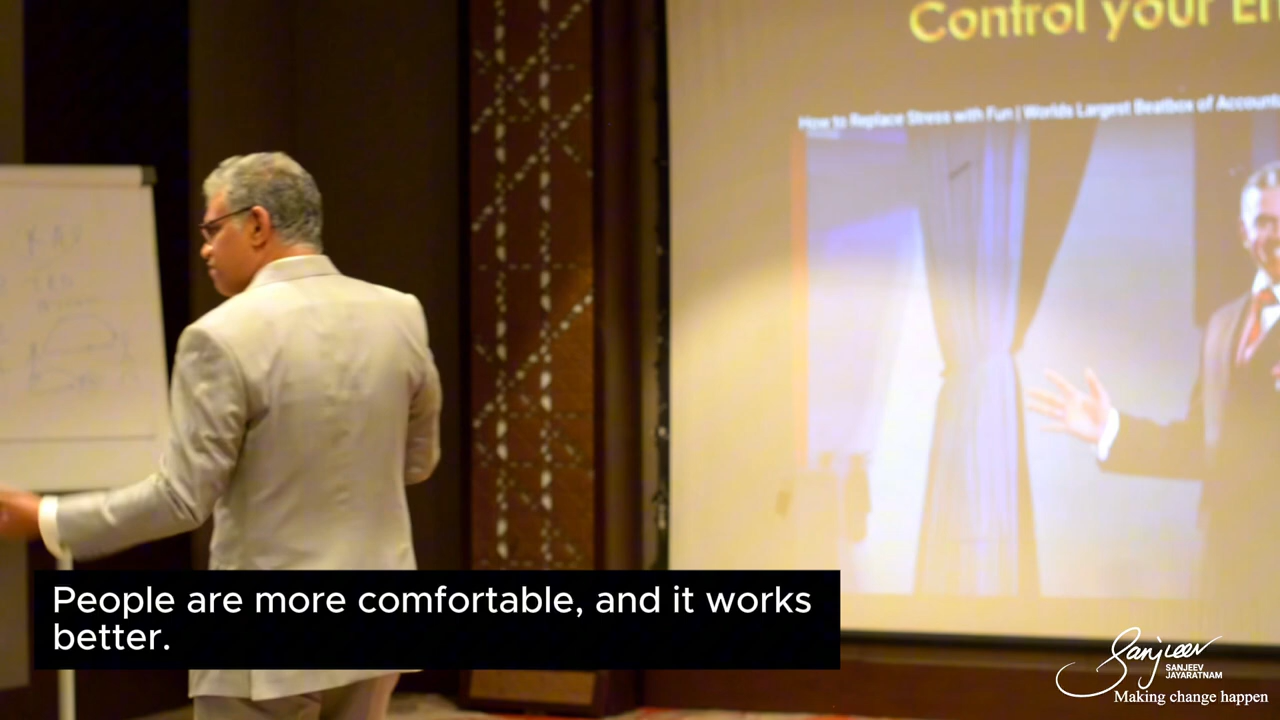 Control your
How to Replace Stress with Fun | Worlds Largest Beatbox of
People are more comfortable, and it works
better.
Sanjeev
SANJEEV
JAYARATNAM
Making change happen